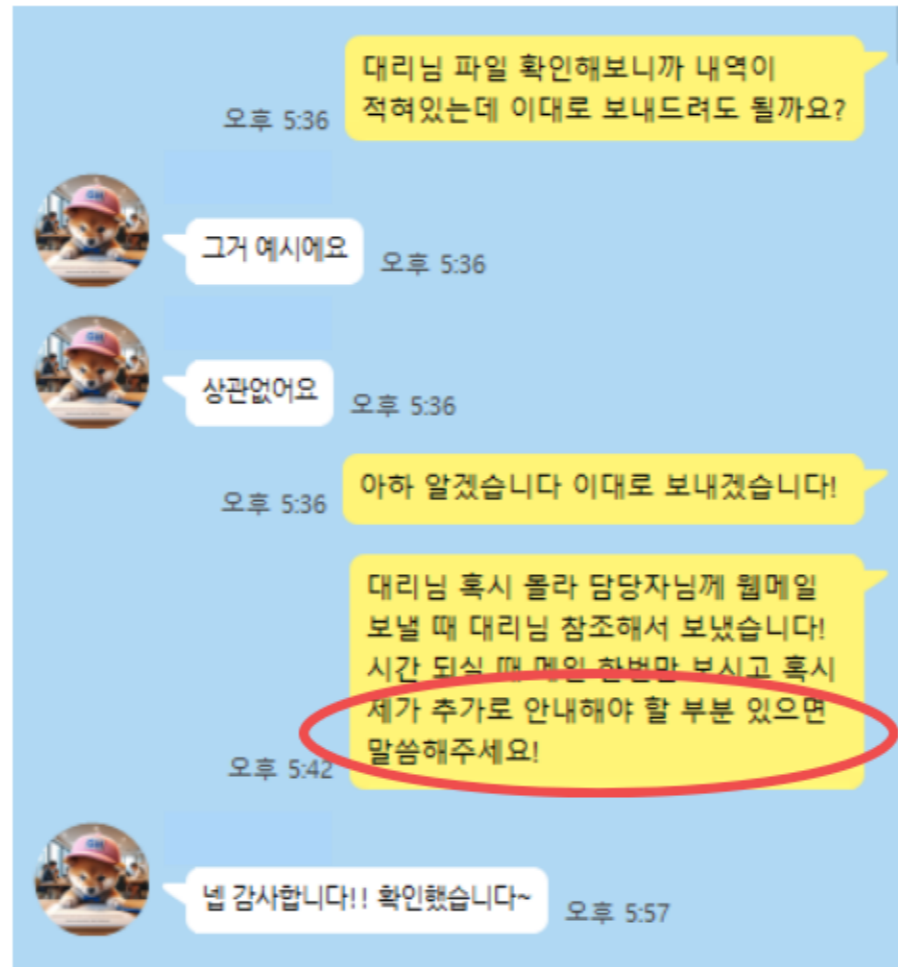 대리님 파일 확인해보니까 내역이
적혀있는데 이대로 보내드려도 될까요?
오후 5:36
그거 예시에요
오후 5:36
상관없어요
오후 5:36
아하 알겠습니다 이대로 보내겠습니다!
오후 5:36
대리님 혹시 몰라 담당자님께 웹메일
보낼 때 대리님 참조해서 보냈습니다!
시간 되실 때 메일 한번만 보시고 혹시
제가 추가로 안내해야 할 부분 있으면
말씀해주세요!
오후 5:42
넵 감사합니다!! 확인했습니다~
오후 5:57